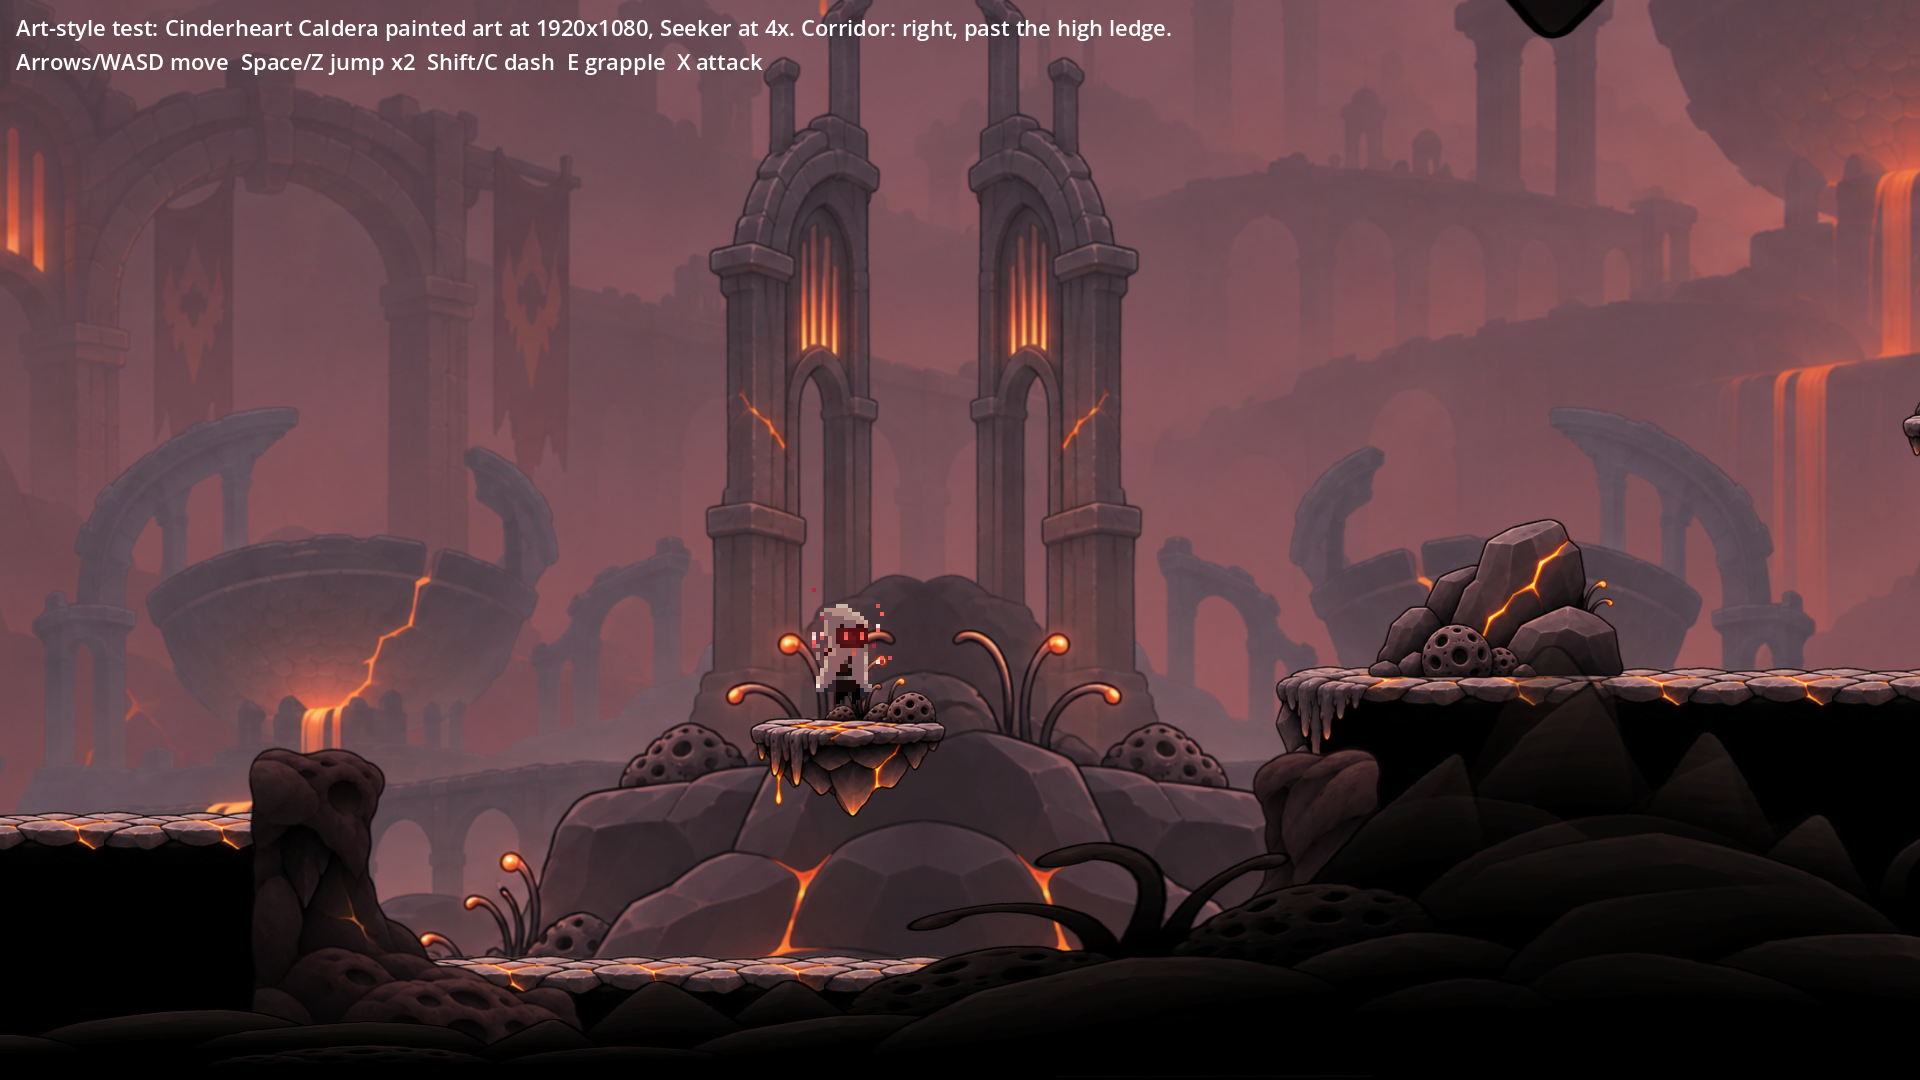 Art-style test: Cinderheart Caldera painted art at 1920x1080, Seeker at 4x. Corridor: right, past the high ledge.
Arrows/WASD move  Space/Z jump x2  Shift/C dash  E grapple  X attack